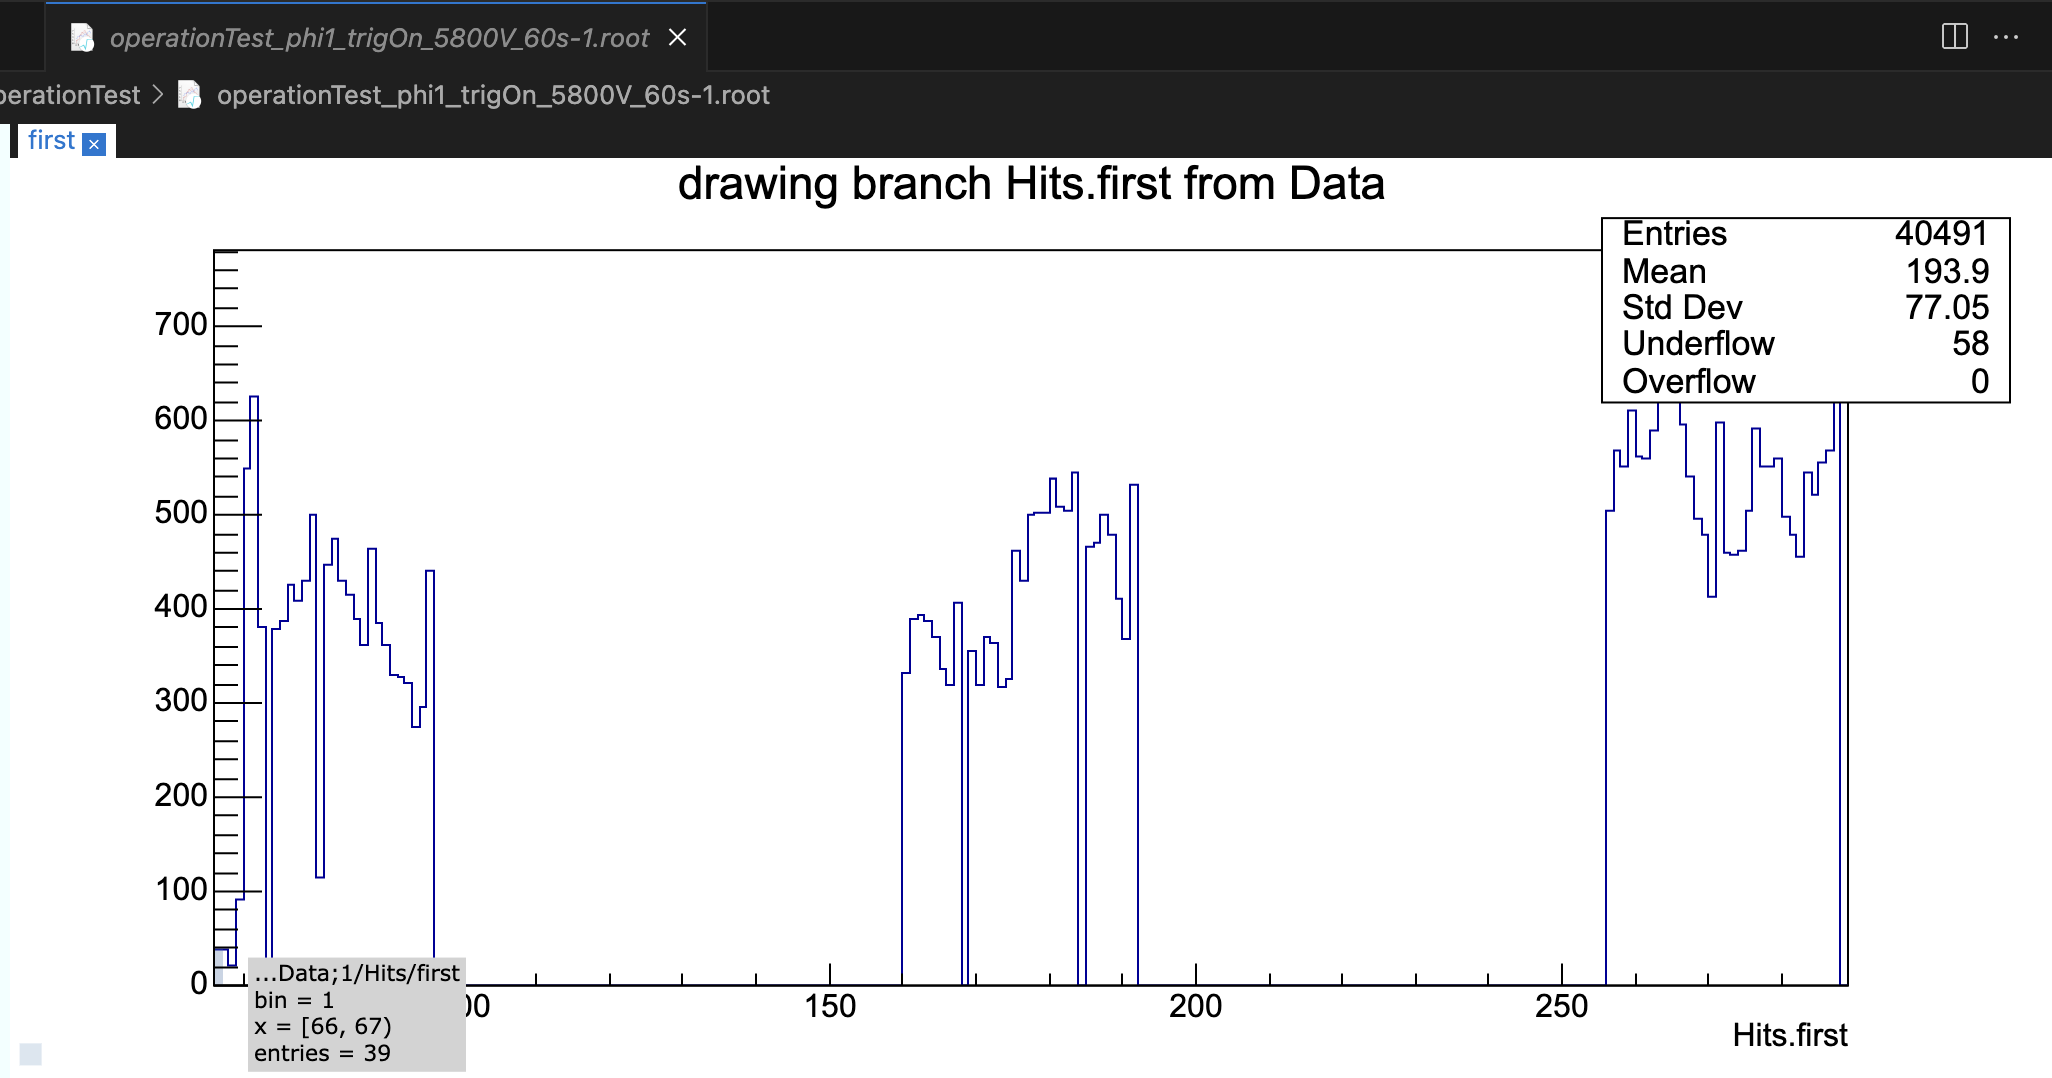 operationTest_phi1_trigOn_5800V_60s-1.root
perationTest > operationTest_phi1_trigOn_5800V_60s-1.root
first
drawing branch Hits.first from Data
Entries 40491
Mean 193.9
Std Dev 77.05
Underflow 58
Overflow 0
700
600
500
400
300
200
100
0
...Data;1/Hits/first
bin = 1
x = [66, 67)
entries = 39
00 150 200 250
Hits.first